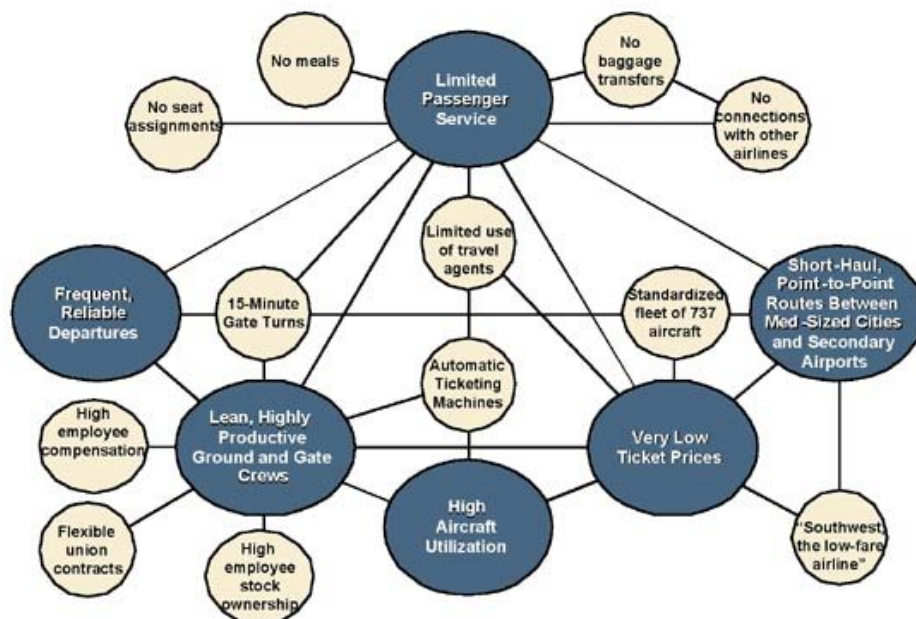 No meals
Limited
Passenger
Service
No
baggage
transfers
No seat
assignments
No
connections
with other
airlines
Limited use
of travel
agents
Frequent,
Reliable
Departures
15-Minute
Gate Turns
Standardized
fleet of 737
aircraft
Short-Haul,
Point-to-Point
Routes Between
Med-Sized Cities
and Secondary
Airports
Automatic
Ticketing
Machines
High
employee
compensation
Lean, Highly
Productive
Ground and Gate
Crews
Very Low
Ticket Prices
High
Aircraft
Utilization
Flexible
union
contracts
High
employee
stock
ownership
"Southwest,
the low-fare
airline"